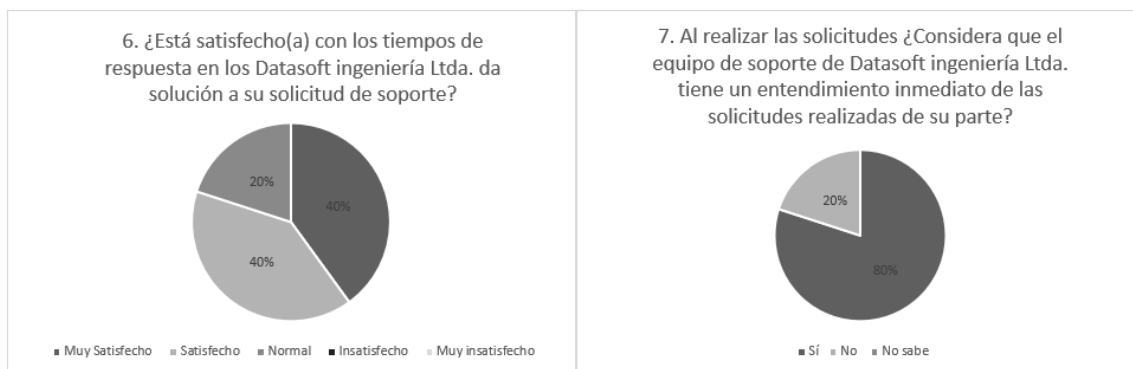 6. ¿Está satisfecho(a) con los tiempos de
respuesta en los Datasoft ingeniería Ltda. da
solución a su solicitud de soporte?
20%
40%
40%
Muy Satisfecho Satisfecho Normal Insatisfecho Muy insatisfecho
7. Al realizar las solicitudes ¿Considera que el
equipo de soporte de Datasoft ingeniería Ltda.
tiene un entendimiento inmediato de las
solicitudes realizadas de su parte?
20%
80%
Sí No No sabe